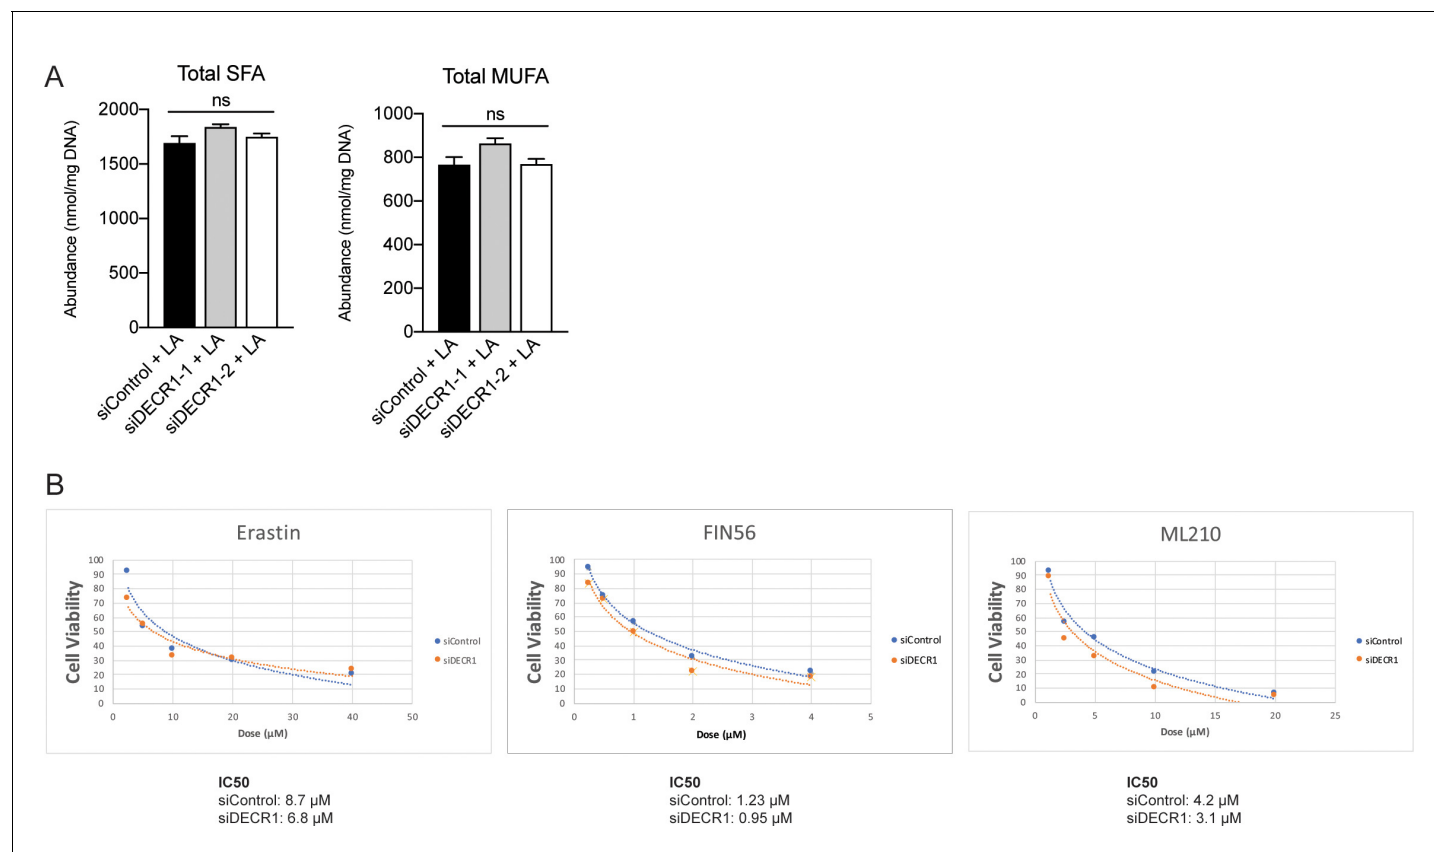 A
Total SFA
ns
Abundance (nmol/mg DNA)
2000
1500
1000
500
0
siControl + LA
siDECR1-1 + LA
siDECR1-2 + LA
Total MUFA
ns
Abundance (nmol/mg DNA)
1000
800
600
400
200
0
siControl + LA
siDECR1-1 + LA
siDECR1-2 + LA
B
Erastin
Cell Viability
100
90
80
70
60
50
40
30
20
10
0
0 10 20 30 40 50
Dose (µM)
siControl
siDECR1
IC50
siControl: 8.7 µM
siDECR1: 6.8 µM
FIN56
Cell Viability
100
90
80
70
60
50
40
30
20
10
0
0 1 2 3 4 5
Dose (µM)
siControl
siDECR1
IC50
siControl: 1.23 µM
siDECR1: 0.95 µM
ML210
Cell Viability
100
90
80
70
60
50
40
30
20
10
0
0 5 10 15 20 25
Dose (µM)
siControl
siDECR1
IC50
siControl: 4.2 µM
siDECR1: 3.1 µM